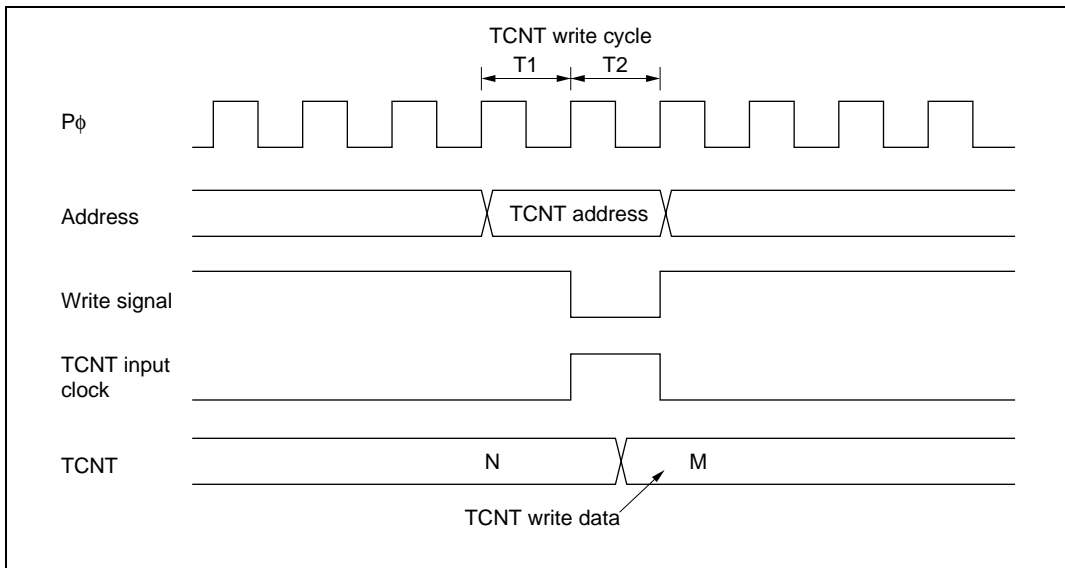 TCNT write cycle
T1
T2
Pϕ
Address
TCNT address
Write signal
TCNT input
clock
TCNT
N
M
TCNT write data